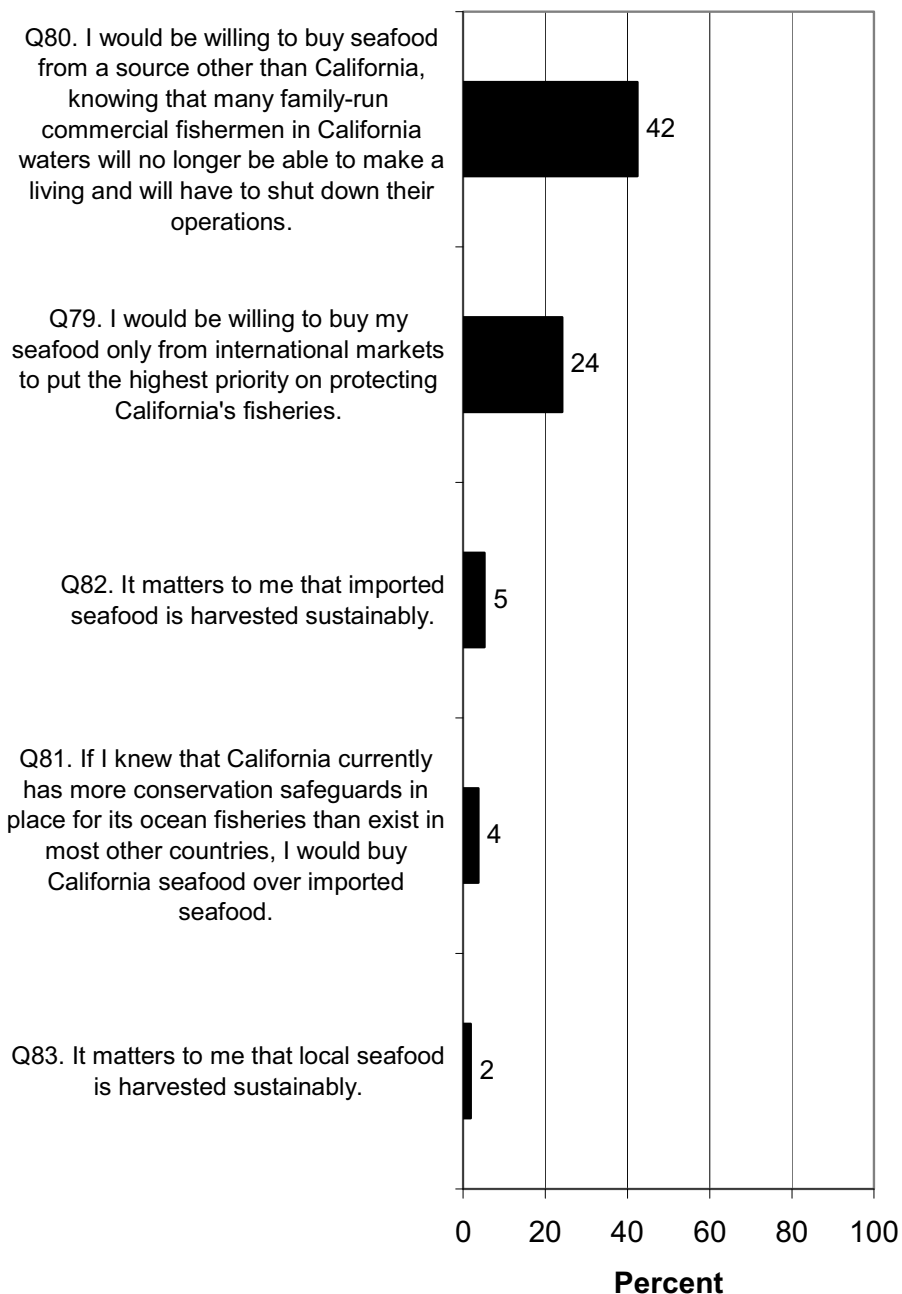 Q80. I would be willing to buy seafood
from a source other than California,
knowing that many family-run
commercial fishermen in California
waters will no longer be able to make a
living and will have to shut down their
operations.
42
Q79. I would be willing to buy my
seafood only from international markets
to put the highest priority on protecting
California's fisheries.
24
Q82. It matters to me that imported
seafood is harvested sustainably.
5
Q81. If I knew that California currently
has more conservation safeguards in
place for its ocean fisheries than exist in
most other countries, I would buy
California seafood over imported
seafood.
4
Q83. It matters to me that local seafood
is harvested sustainably.
2
0 20 40 60 80 100
Percent